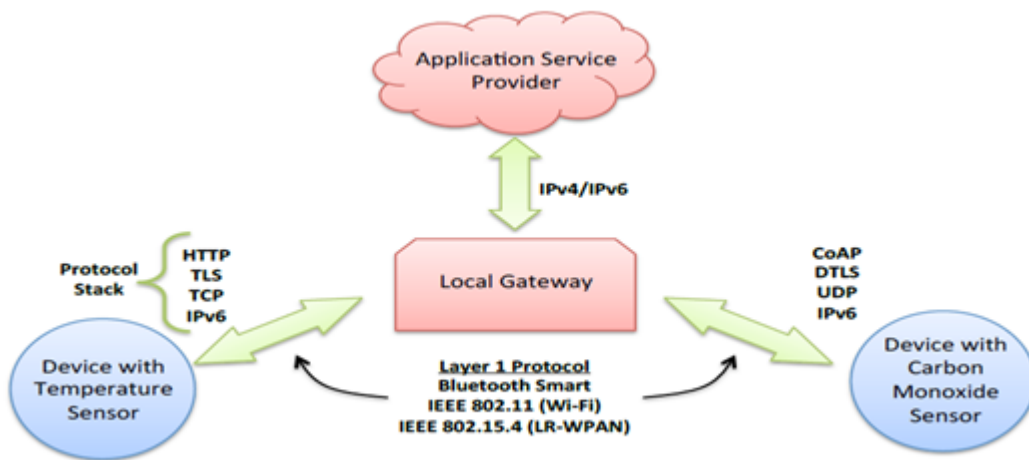 Application Service
Provider
IPv4/IPv6
Local Gateway
Protocol
Stack
HTTP
TLS
TCP
IPv6
CoAP
DTLS
UDP
IPv6
Device with
Temperature
Sensor
Layer 1 Protocol
Bluetooth Smart
IEEE 802.11 (Wi-Fi)
IEEE 802.15.4 (LR-WPAN)
Device with
Carbon
Monoxide
Sensor